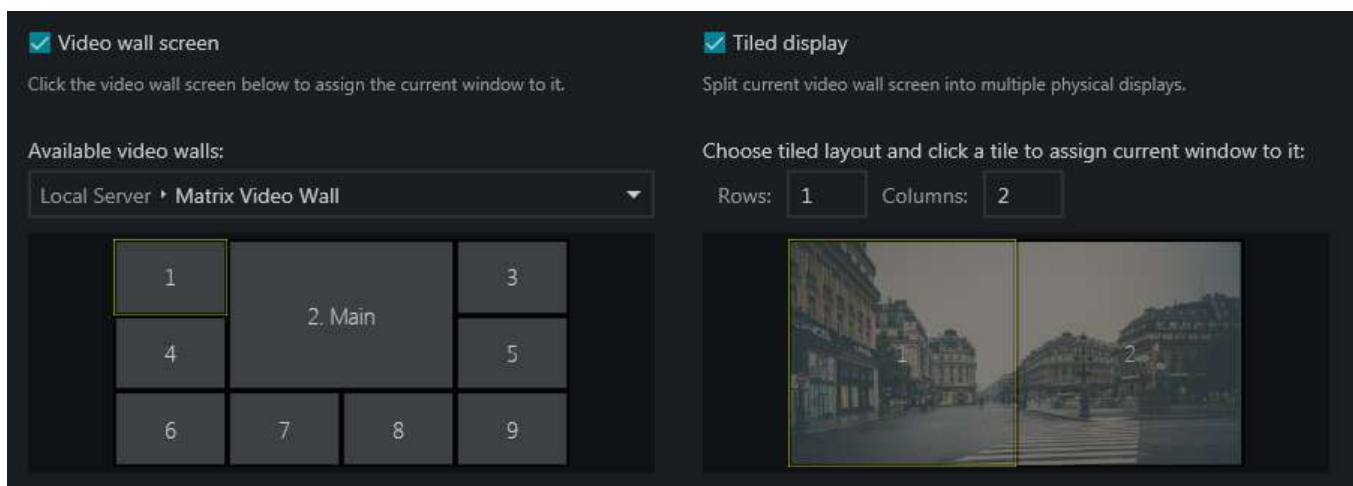 Video wall screen
Click the video wall screen below to assign the current window to it.
Available video walls:
Local Server ‣ Matrix Video Wall
1
2. Main
3
4
5
6
7
8
9
Tiled display
Split current video wall screen into multiple physical displays.
Choose tiled layout and click a tile to assign current window to it:
Rows: 1 Columns: 2
1
2